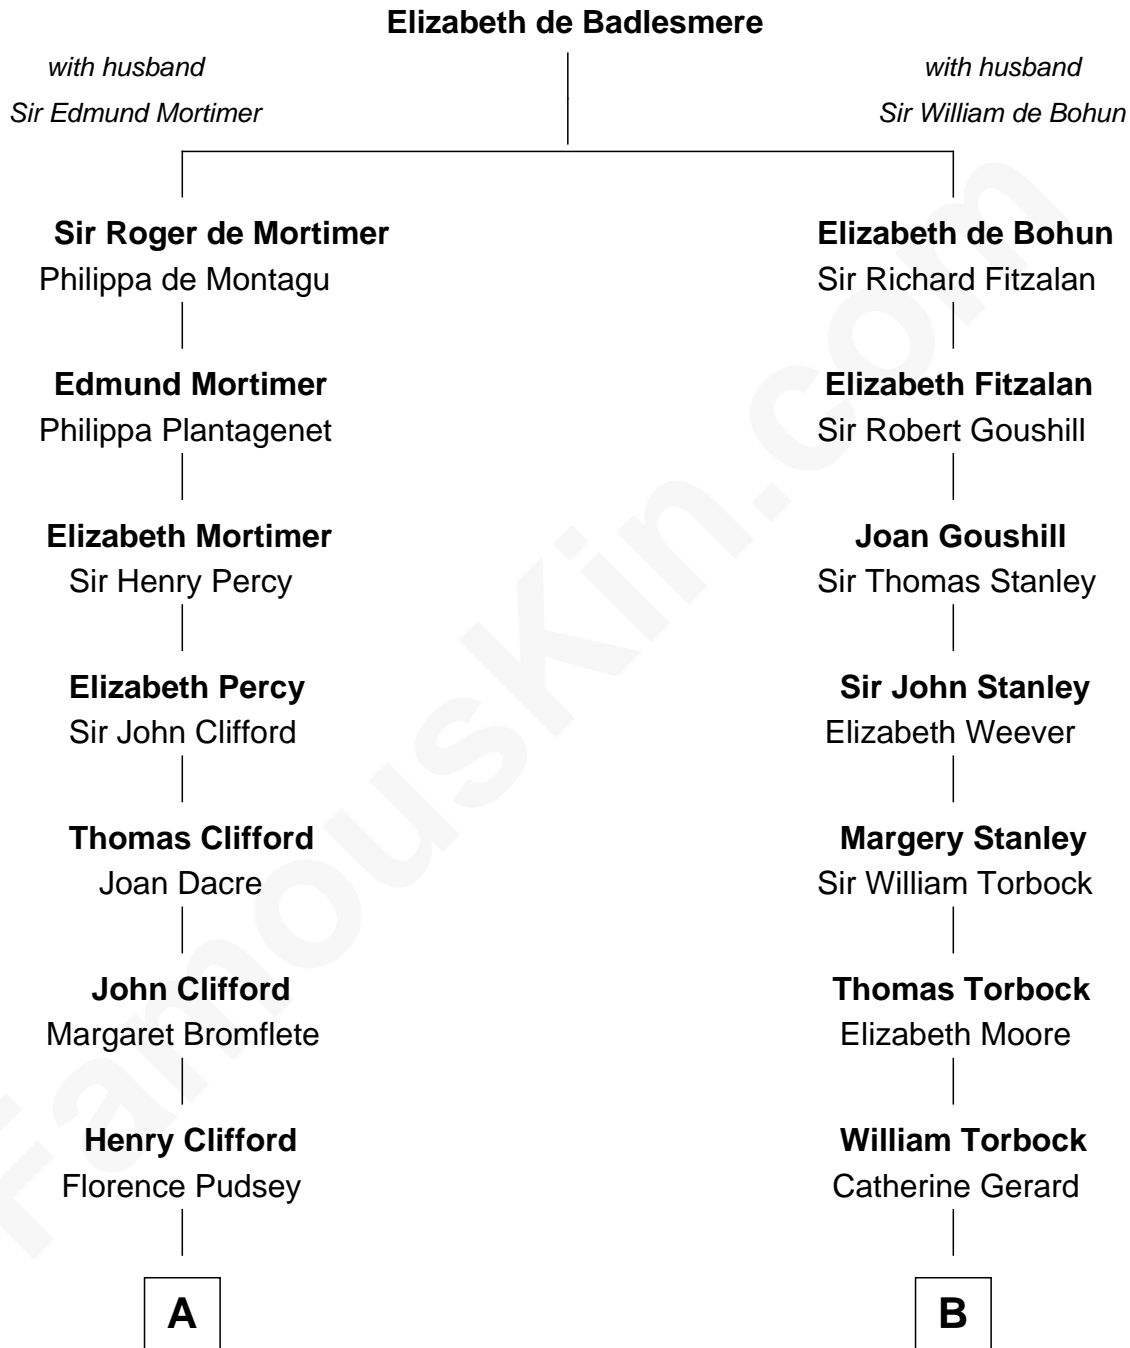 Elizabeth de Badlesmere
with husband
Sir Edmund Mortimer
with husband
Sir William de Bohun
Sir Roger de Mortimer
Philippa de Montagu
Elizabeth de Bohun
Sir Richard Fitzalan
Edmund Mortimer
Philippa Plantagenet
Elizabeth Fitzalan
Sir Robert Goushill
Elizabeth Mortimer
Sir Henry Percy
Joan Goushill
Sir Thomas Stanley
Elizabeth Percy
Sir John Clifford
Sir John Stanley
Elizabeth Weever
Thomas Clifford
Joan Dacre
Margery Stanley
Sir William Torbock
John Clifford
Margaret Bromflete
Thomas Torbock
Elizabeth Moore
Henry Clifford
Florence Pudsey
William Torbock
Catherine Gerard
A
B
FamousKin.com